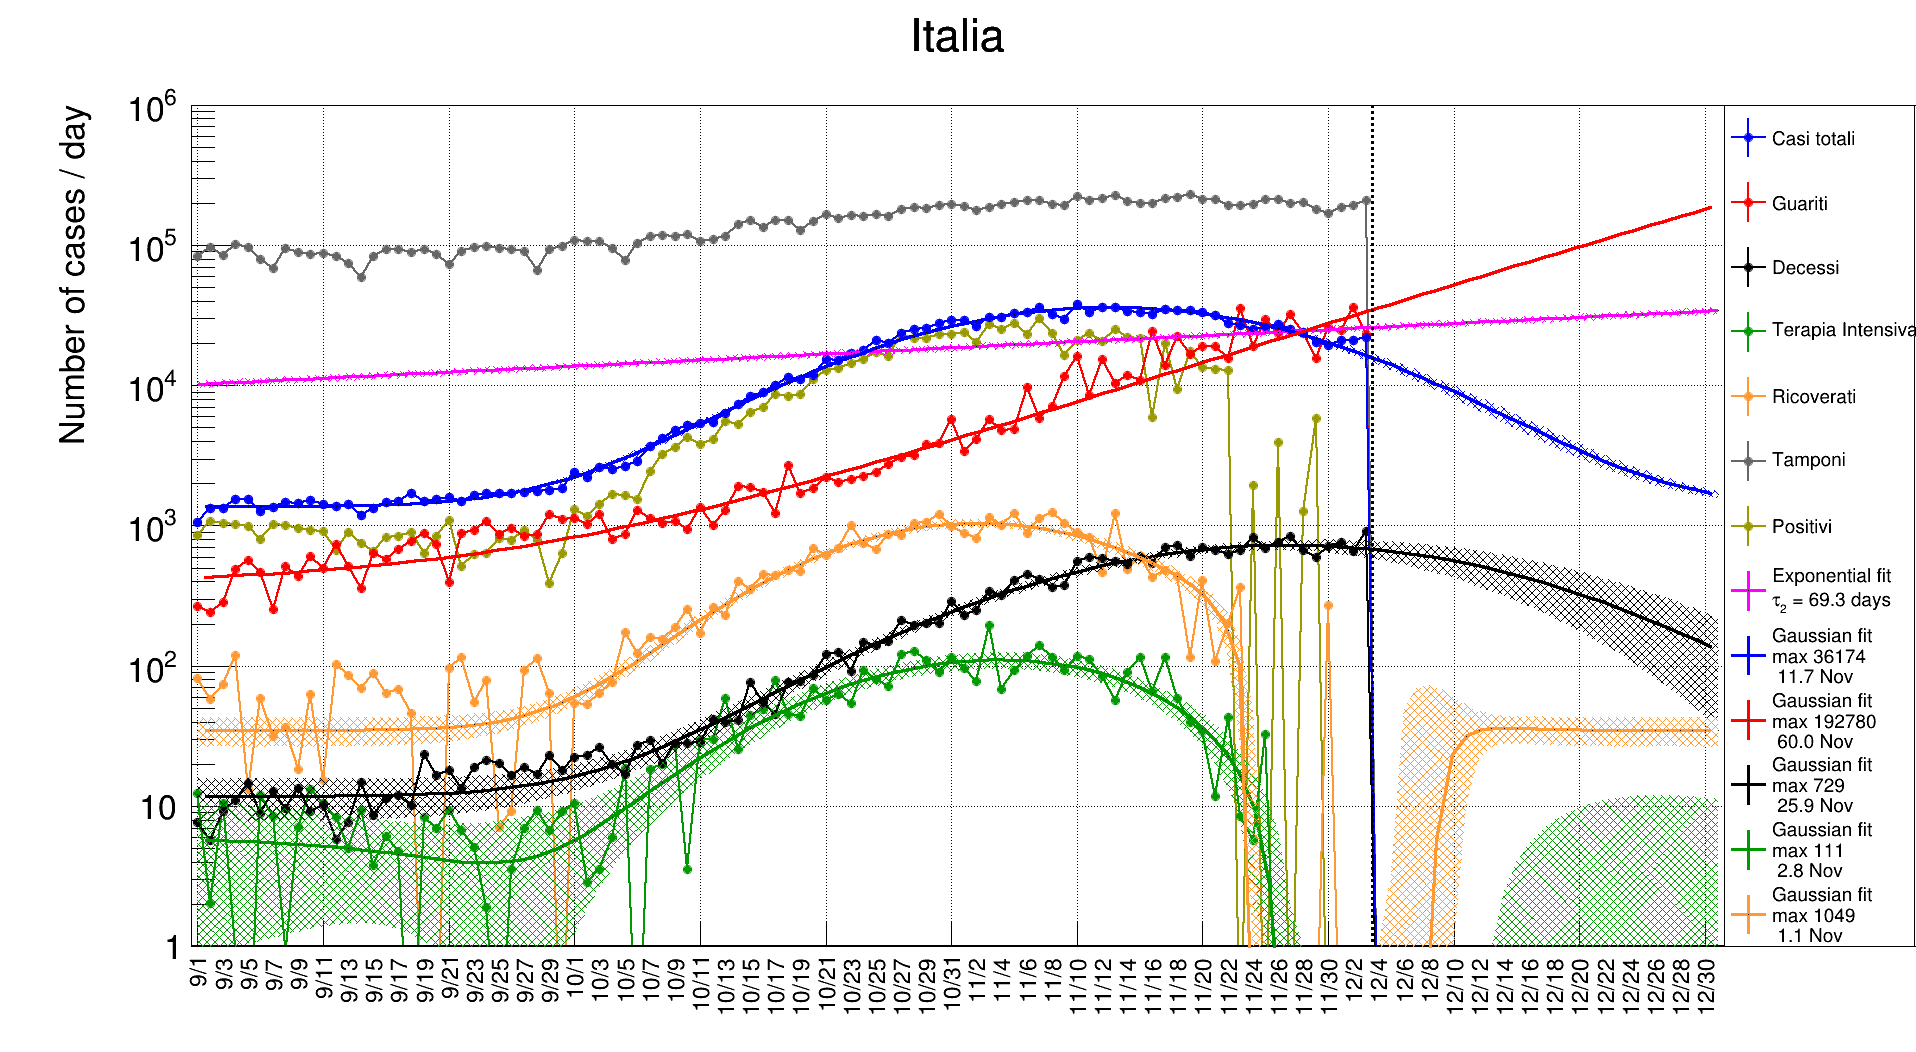 Italia
Number of cases / day
10^6
10^5
10^4
10^3
10^2
10
1
9/1 9/3 9/5 9/7 9/9 9/11 9/13 9/15 9/17 9/19 9/21 9/23 9/25 9/27 9/29 10/1 10/3 10/5 10/7 10/9 10/11 10/13 10/15 10/17 10/19 10/21 10/23 10/25 10/27 10/29 10/31 11/2 11/4 11/6 11/8 11/10 11/12 11/14 11/16 11/18 11/20 11/22 11/24 11/26 11/28 11/30 12/2 12/4 12/6 12/8 12/10 12/12 12/14 12/16 12/18 12/20 12/22 12/24 12/26 12/28 12/30
Casi totali
Guariti
Decessi
Terapia Intensiva
Ricoverati
Tamponi
Positivi
Exponential fit
τ2 = 69.3 days
Gaussian fit
max 36174
11.7 Nov
Gaussian fit
max 192780
60.0 Nov
Gaussian fit
max 729
25.9 Nov
Gaussian fit
max 111
2.8 Nov
Gaussian fit
max 1049
1.1 Nov